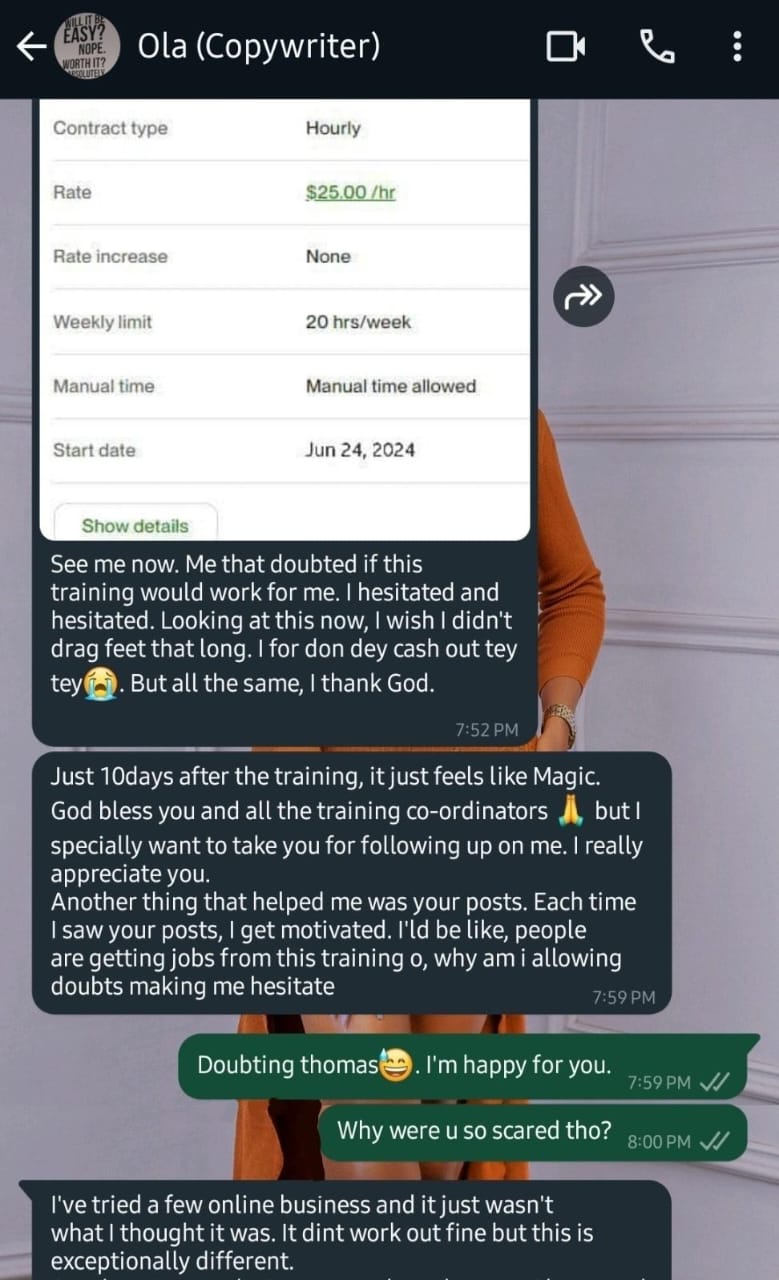 WILL IT BE
EASY?
NOPE.
WORTH IT?
ABSOLUTELY
Ola (Copywriter)
Contract type Hourly
Rate $25.00 /hr
Rate increase None
Weekly limit 20 hrs/week
Manual time Manual time allowed
Start date Jun 24, 2024
Show details
See me now. Me that doubted if this
training would work for me. I hesitated and
hesitated. Looking at this now, I wish I didn't
drag feet that long. I for don dey cash out tey
tey😭. But all the same, I thank God.
7:52 PM
Just 10days after the training, it just feels like Magic.
God bless you and all the training co-ordinators 🙏 but I
specially want to take you for following up on me. I really
appreciate you.
Another thing that helped me was your posts. Each time
I saw your posts, I get motivated. I'ld be like, people
are getting jobs from this training o, why am i allowing
doubts making me hesitate
7:59 PM
Doubting thomas😅. I'm happy for you.
7:59 PM
Why were u so scared tho?
8:00 PM
I've tried a few online business and it just wasn't
what I thought it was. It dint work out fine but this is
exceptionally different.